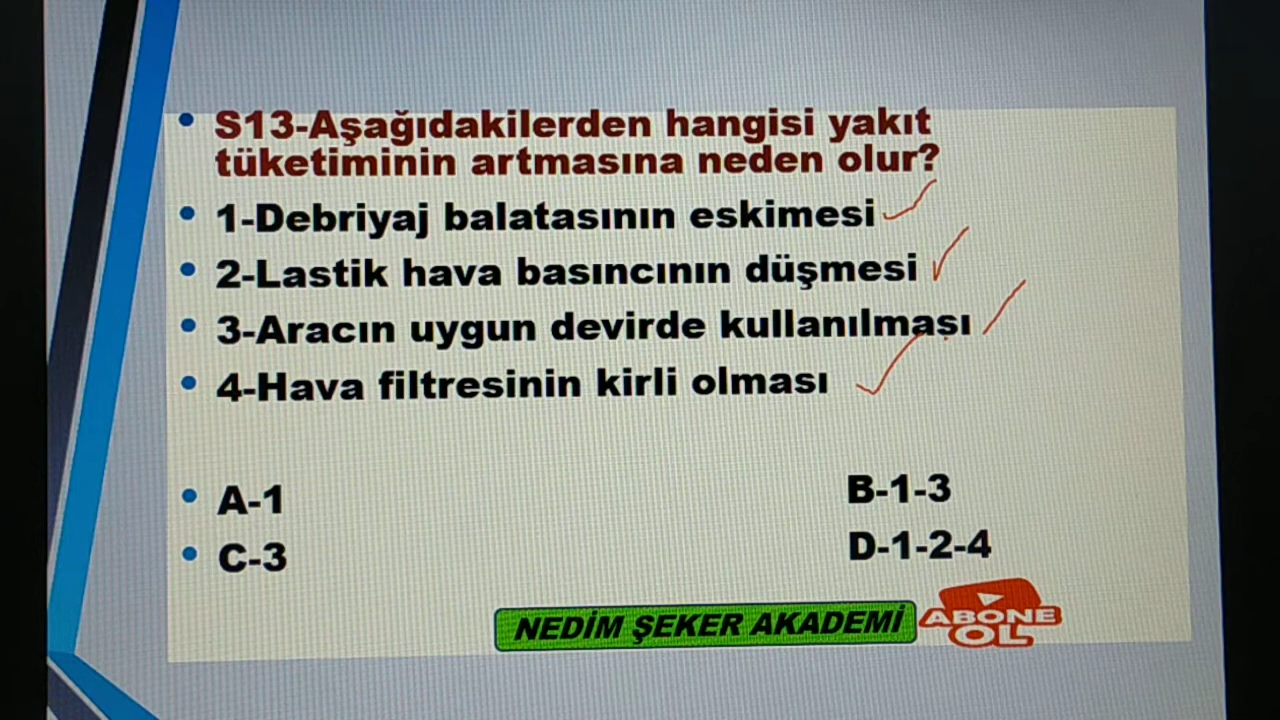 S13-Aşağıdakilerden hangisi yakıt
tüketiminin artmasına neden olur?
1-Debriyaj balatasının eskimesi
2-Lastik hava basıncının düşmesi
3-Aracın uygun devirde kullanılması
4-Hava filtresinin kirli olması
A-1
B-1-3
C-3
D-1-2-4
NEDİM ŞEKER AKADEMİ
ABONE
OL